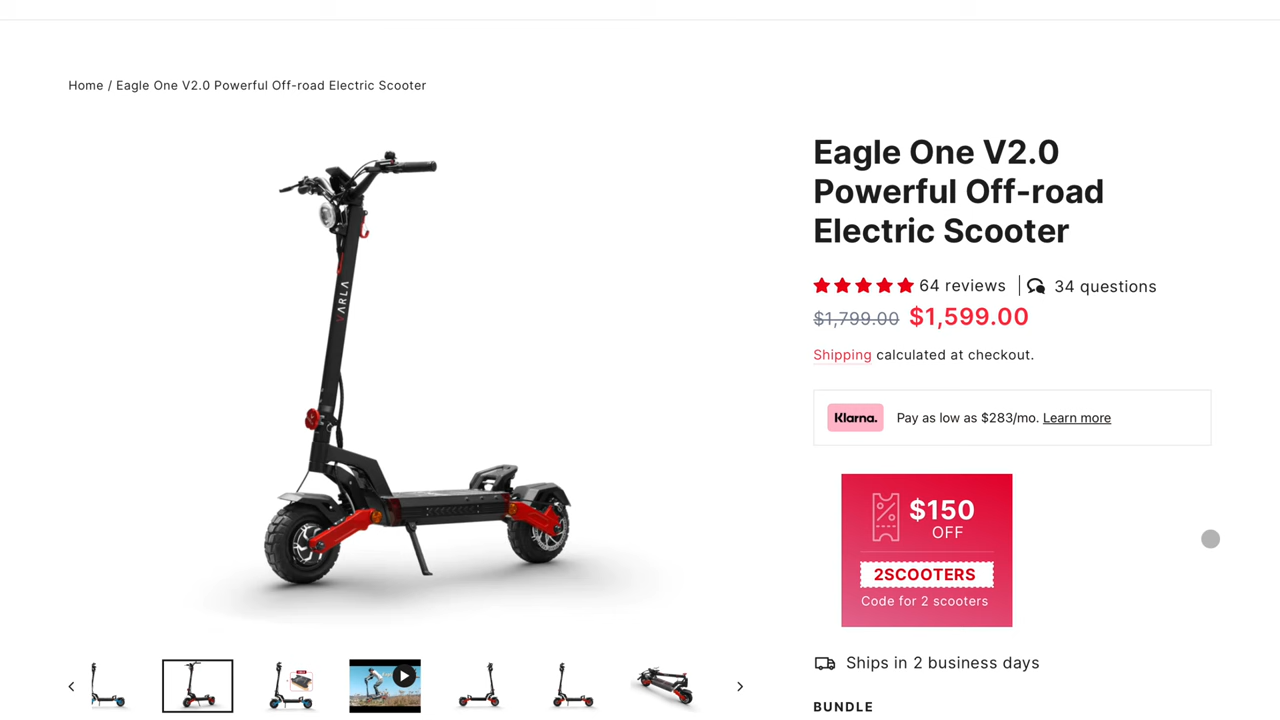 Home / Eagle One V2.0 Powerful Off-road Electric Scooter
VARLA
Eagle One V2.0
Powerful Off-road
Electric Scooter
64 reviews
34 questions
$1,799.00 $1,599.00
Shipping calculated at checkout.
Klarna. Pay as low as $283/mo. Learn more
$150
OFF
2SCOOTERS
Code for 2 scooters
Ships in 2 business days
BUNDLE